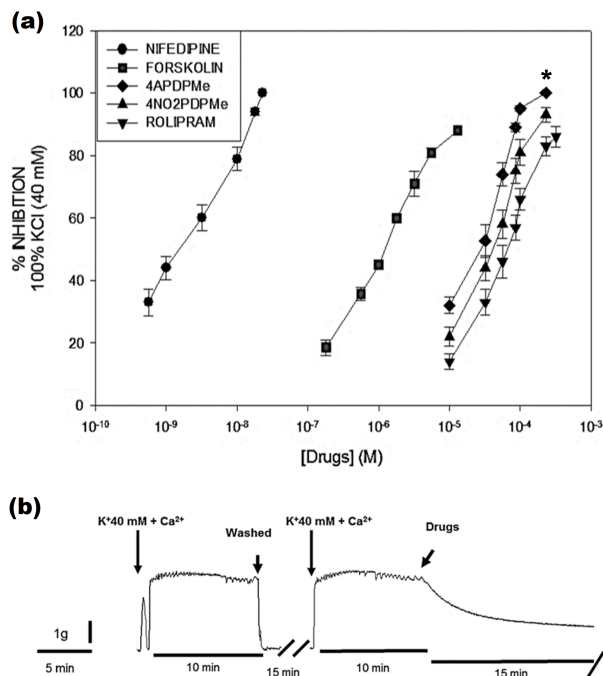 (a)
120
100
80
60
40
20
0
% INHIBITION
100% KCl (40 mM)
NIFEDIPINE
FORSKOLIN
4APDPMe
4NO2PDPMe
ROLIPRAM
*
10-10
10-9
10-8
10-7
10-6
10-5
10-4
10-3
[Drugs] (M)
(b)
K+40 mM + Ca2+
Washed
K+40 mM + Ca2+
Drugs
1g
5 min
10 min
15 min
10 min
15 min